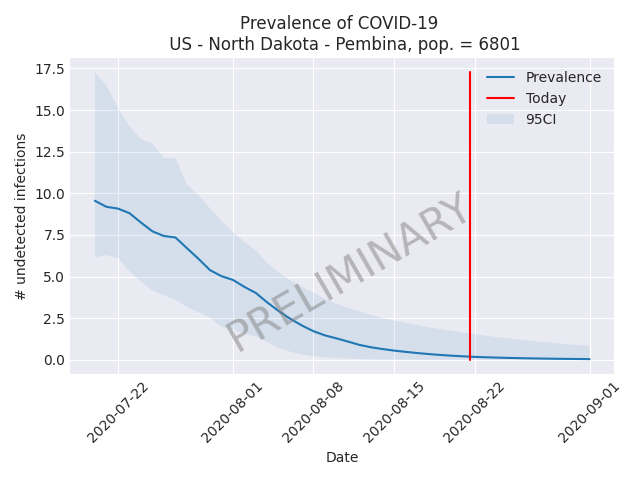 Prevalence of COVID-19
US - North Dakota - Pembina, pop. = 6801
17.5
15.0
12.5
10.0
7.5
5.0
2.5
0.0
# undetected infections
Prevalence
Today
95CI
PRELIMINARY
2020-07-22
2020-08-01
2020-08-08
2020-08-15
2020-08-22
2020-09-01
Date